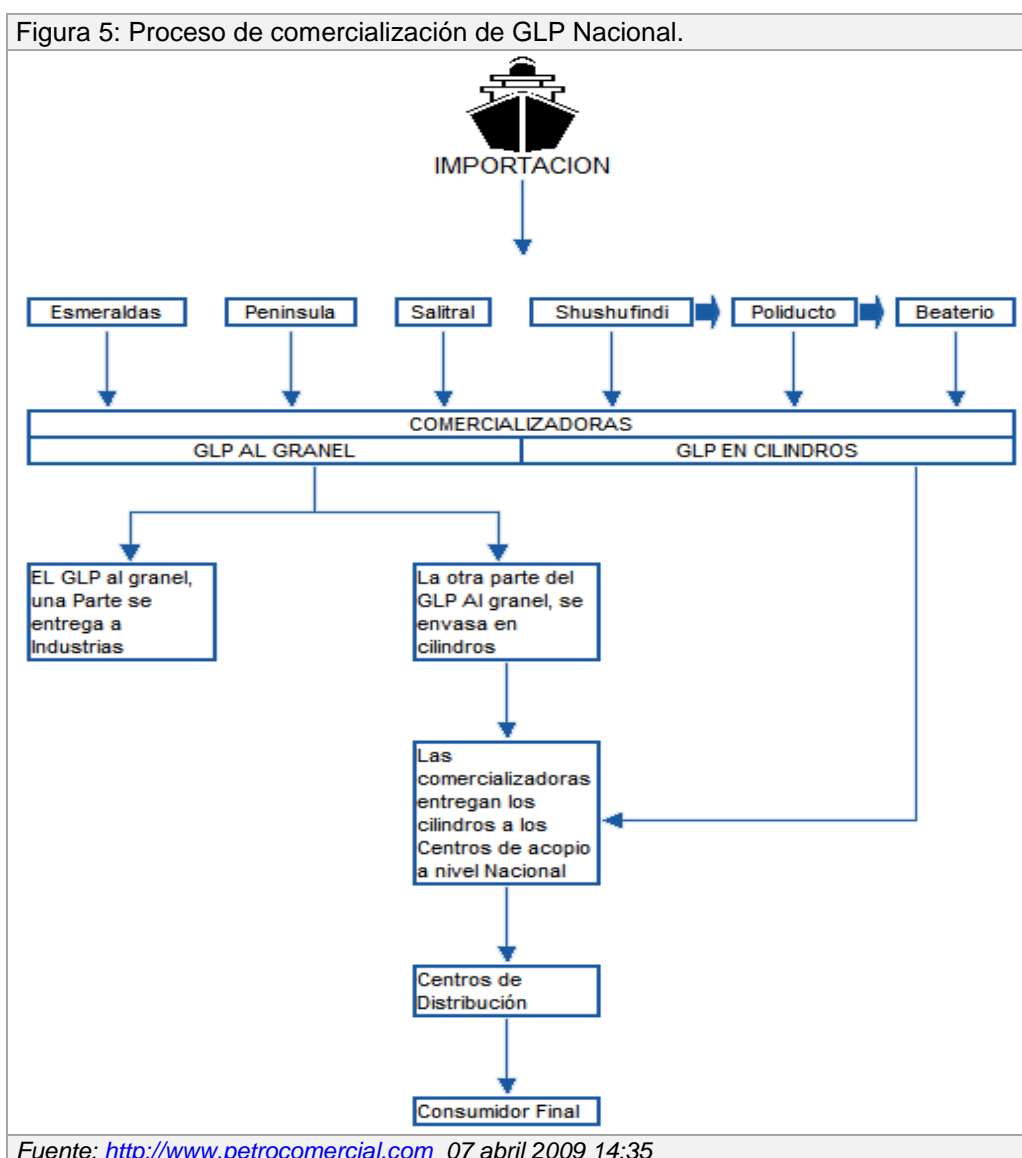 Figura 5: Proceso de comercialización de GLP Nacional.
IMPORTACION
Esmeraldas Peninsula Salitral Shushufindi Poliducto Beaterio
COMERCIALIZADORAS
GLP AL GRANEL GLP EN CILINDROS
EL GLP al granel,
una Parte se
entrega a
Industrias
La otra parte del
GLP Al granel, se
envasa en
cilindros
Las
comercializadoras
entregan los
cilindros a los
Centros de acopio
a nivel Nacional
Centros de
Distribución
Consumidor Final
Fuente: http://www.petrocomercial.com 07 abril 2009 14:35